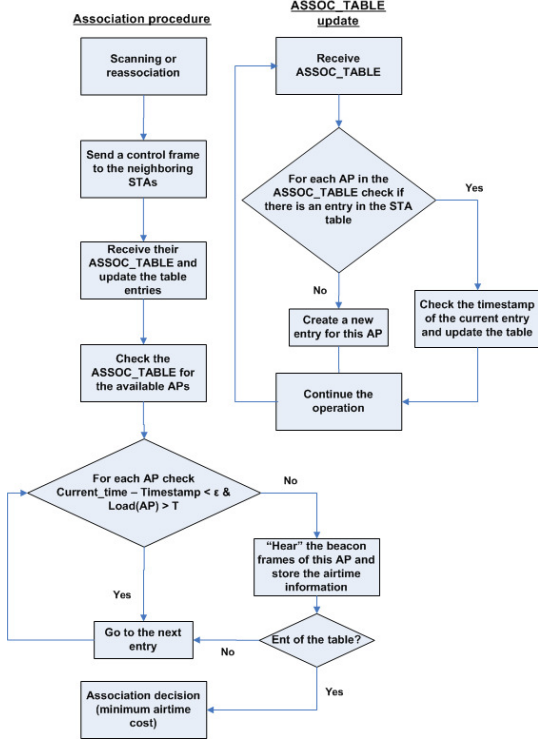 Association procedure
Scanning or
reassociation
Send a control frame
to the neighboring
STAs
Receive their
ASSOC_TABLE and
update the table
entries
Check the
ASSOC_TABLE for
the available APs
For each AP check
Current_time – Timestamp < ε &
Load(AP) > T
No
Yes
"Hear" the beacon
frames of this AP and
store the airtime
information
Go to the next
entry
No
Ent of the table?
Yes
Association decision
(minimum airtime
cost)
ASSOC_TABLE
update
Receive
ASSOC_TABLE
For each AP in the
ASSOC_TABLE check if
there is an entry in the STA
table
Yes
No
Create a new
entry for this AP
Check the timestamp
of the current entry
and update the table
Continue the
operation